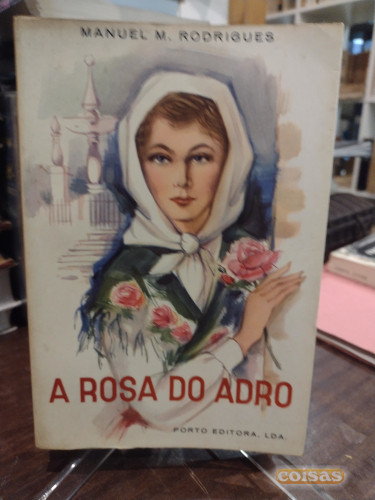 MANUEL M. RODRIGUES
A ROSA DO ADRO
PORTO EDITORA, LDA.
coisas